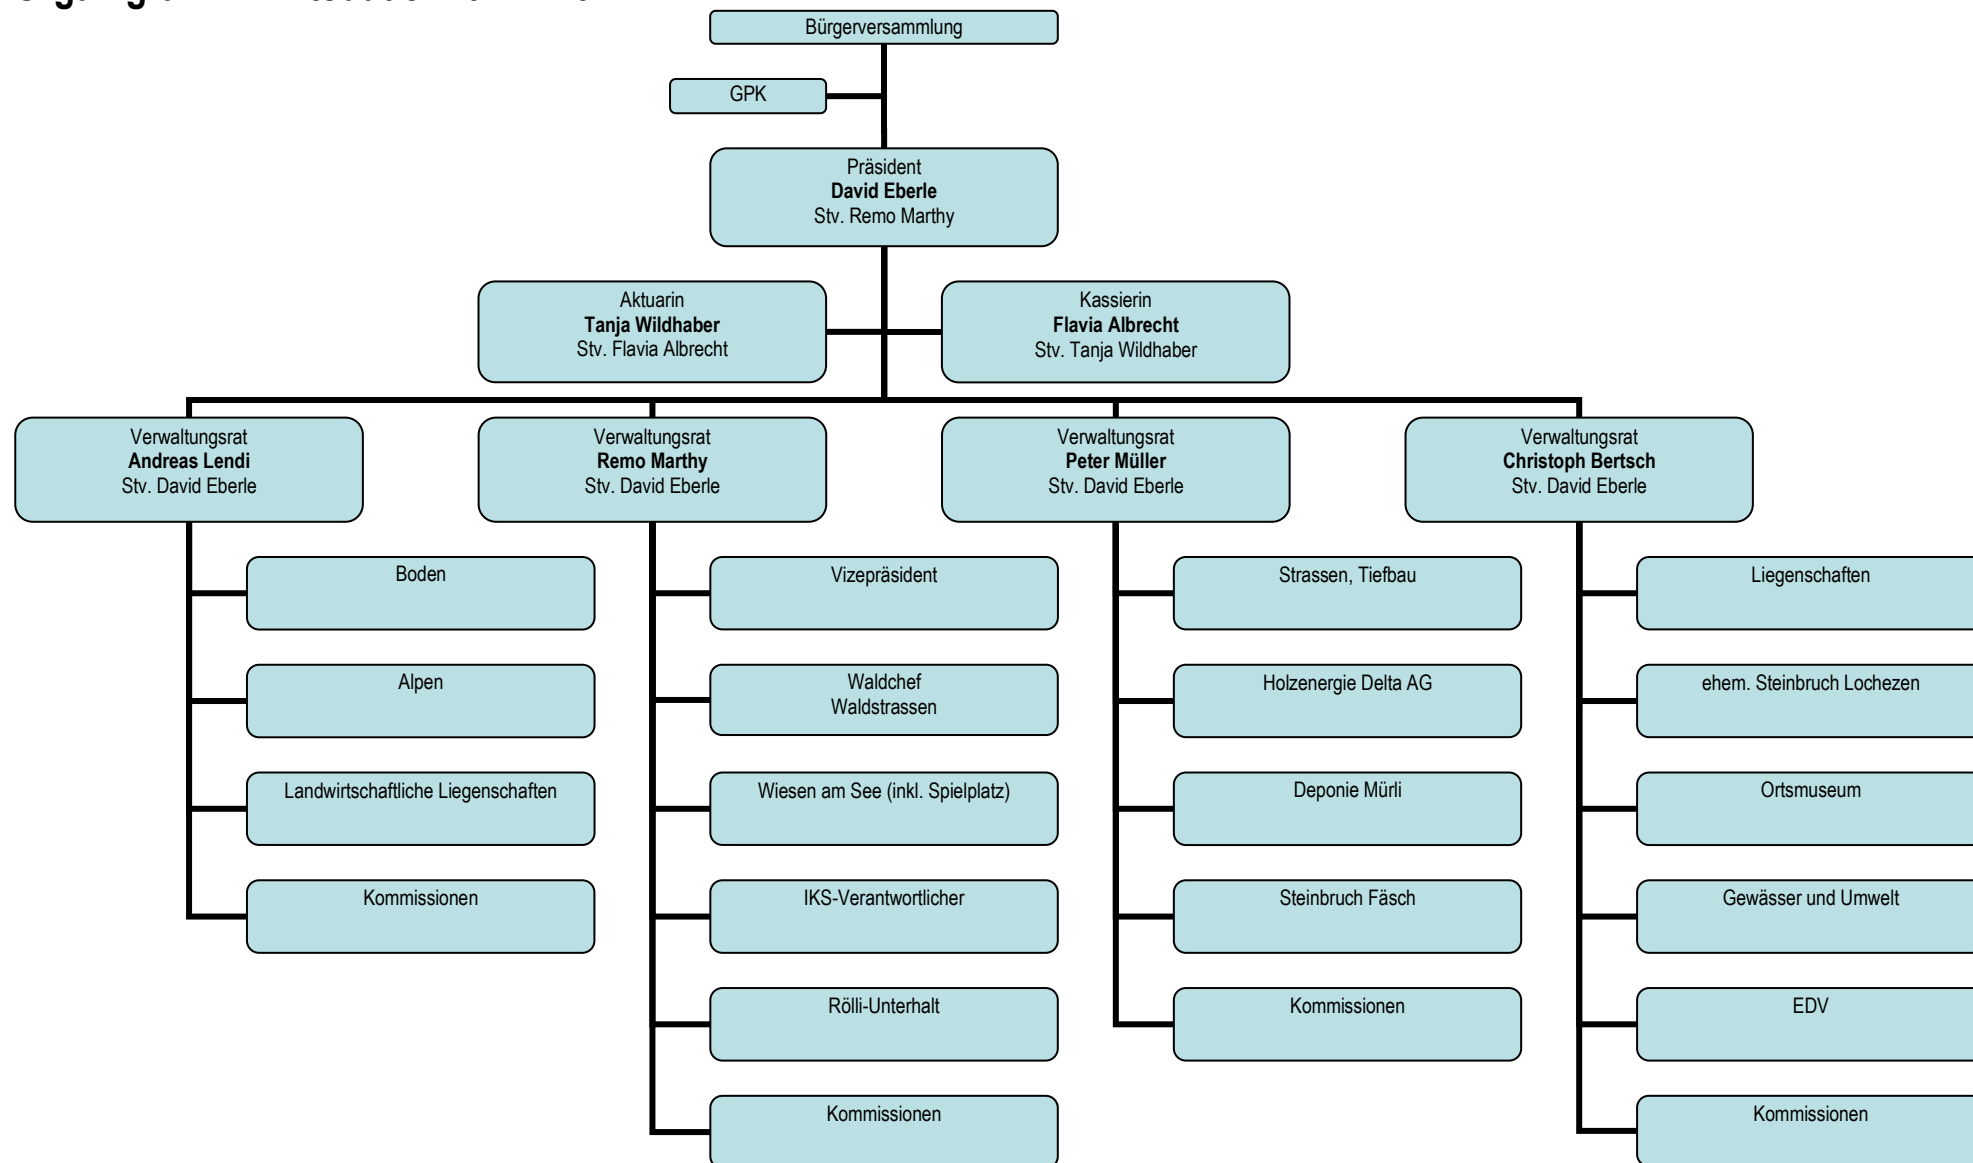 Bürgerversammlung
GPK
Präsident
David Eberle
Stv. Remo Marthy
Aktuarin
Tanja Wildhaber
Stv. Flavia Albrecht
Kassierin
Flavia Albrecht
Stv. Tanja Wildhaber
Verwaltungsrat
Andreas Lendi
Stv. David Eberle
Verwaltungsrat
Remo Marthy
Stv. David Eberle
Verwaltungsrat
Peter Müller
Stv. David Eberle
Verwaltungsrat
Christoph Bertsch
Stv. David Eberle
Boden
Alpen
Landwirtschaftliche Liegenschaften
Kommissionen
Vizepräsident
Waldchef
Waldstrassen
Wiesen am See (inkl. Spielplatz)
IKS-Verantwortlicher
Rölli-Unterhalt
Kommissionen
Strassen, Tiefbau
Holzenergie Delta AG
Deponie Mürli
Steinbruch Fäsch
Kommissionen
Liegenschaften
ehem. Steinbruch Lochezen
Ortsmuseum
Gewässer und Umwelt
EDV
Kommissionen